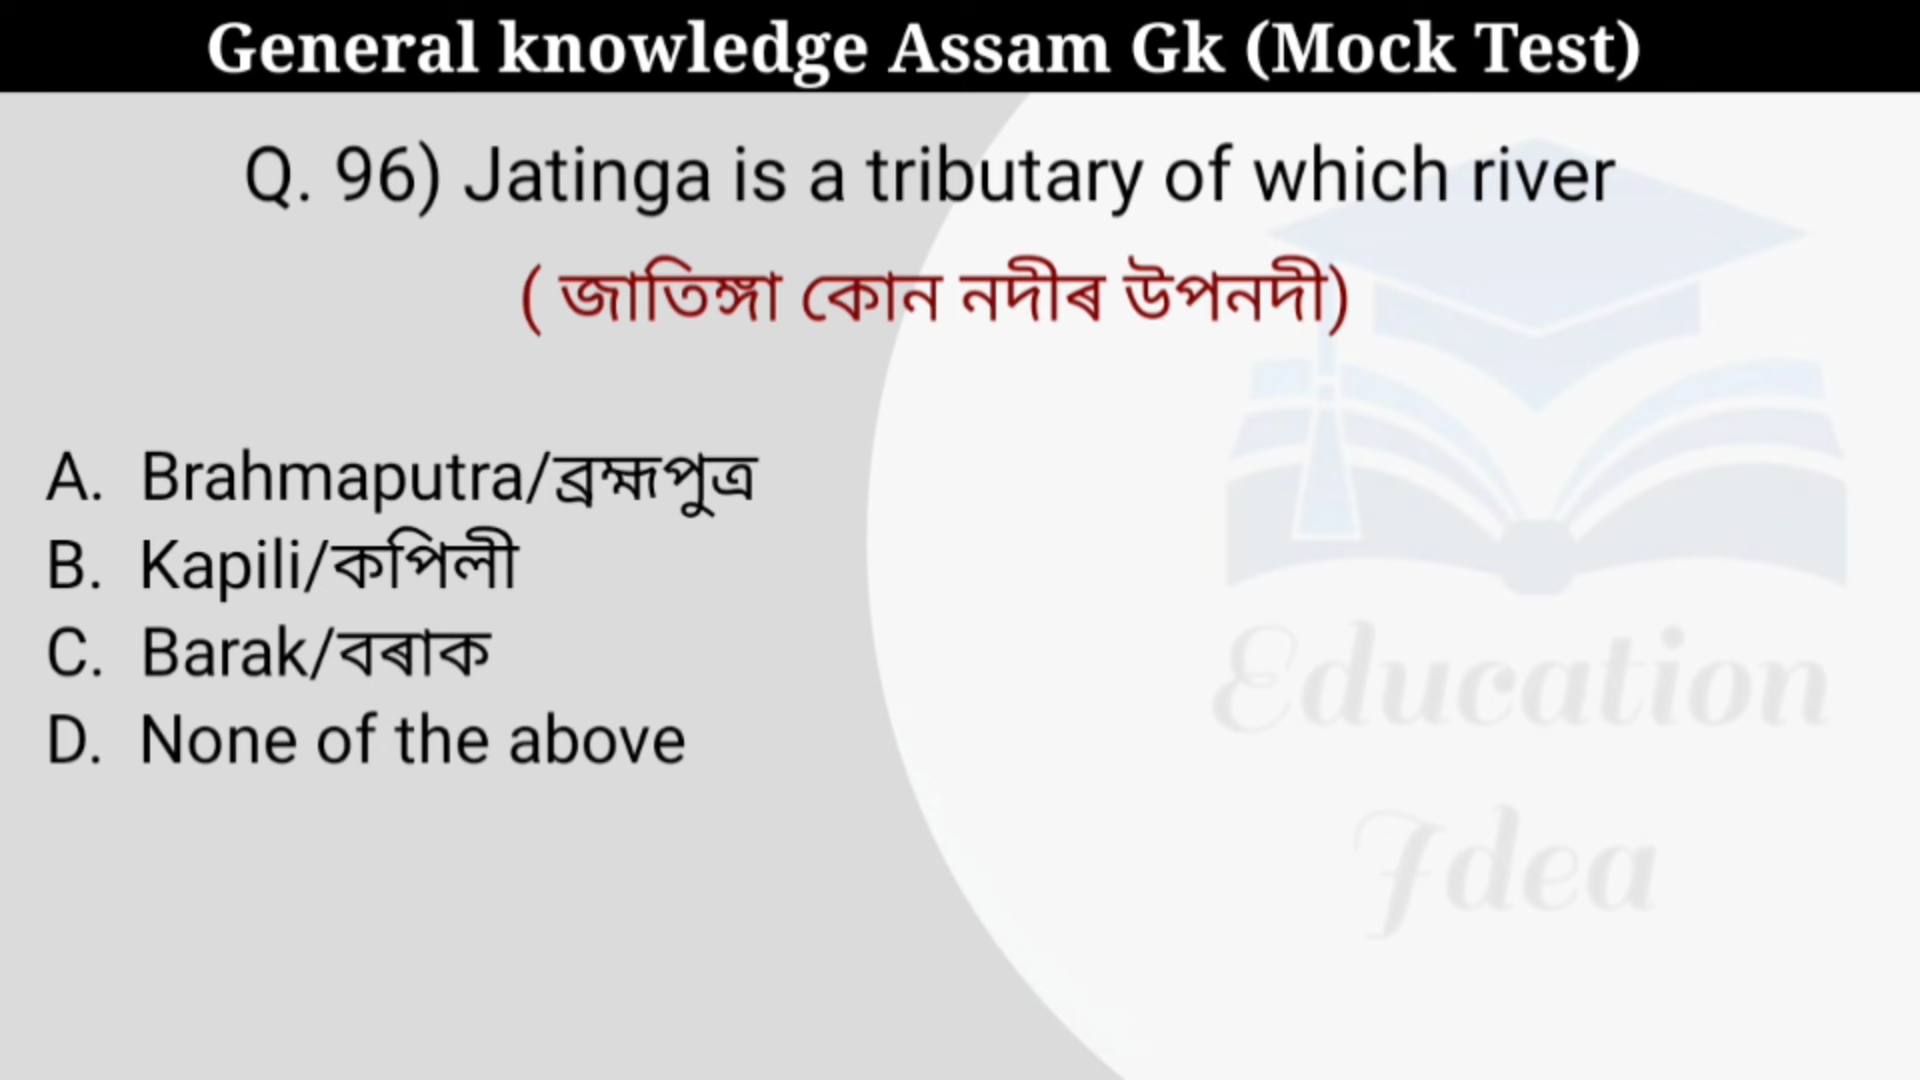 General knowledge Assam Gk (Mock Test)
Q. 96) Jatinga is a tributary of which river
( জাতিঙ্গা কোন নদীৰ উপনদী)
A. Brahmaputra/ব্ৰহ্মপুত্ৰ
B. Kapili/কপিলী
C. Barak/বৰাক
D. None of the above
Education
Idea